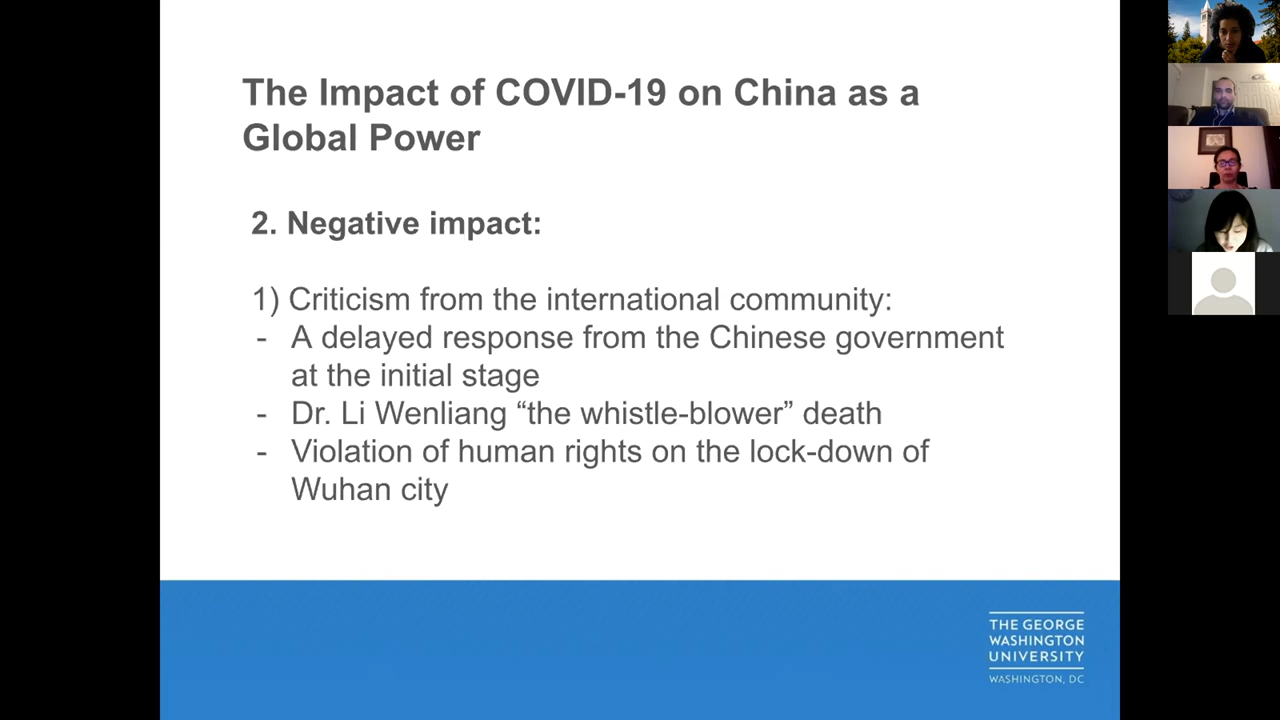 The Impact of COVID-19 on China as a
Global Power
2. Negative impact:
1) Criticism from the international community:
- A delayed response from the Chinese government
at the initial stage
- Dr. Li Wenliang “the whistle-blower” death
- Violation of human rights on the lock-down of
Wuhan city
THE GEORGE
WASHINGTON
UNIVERSITY
WASHINGTON, DC